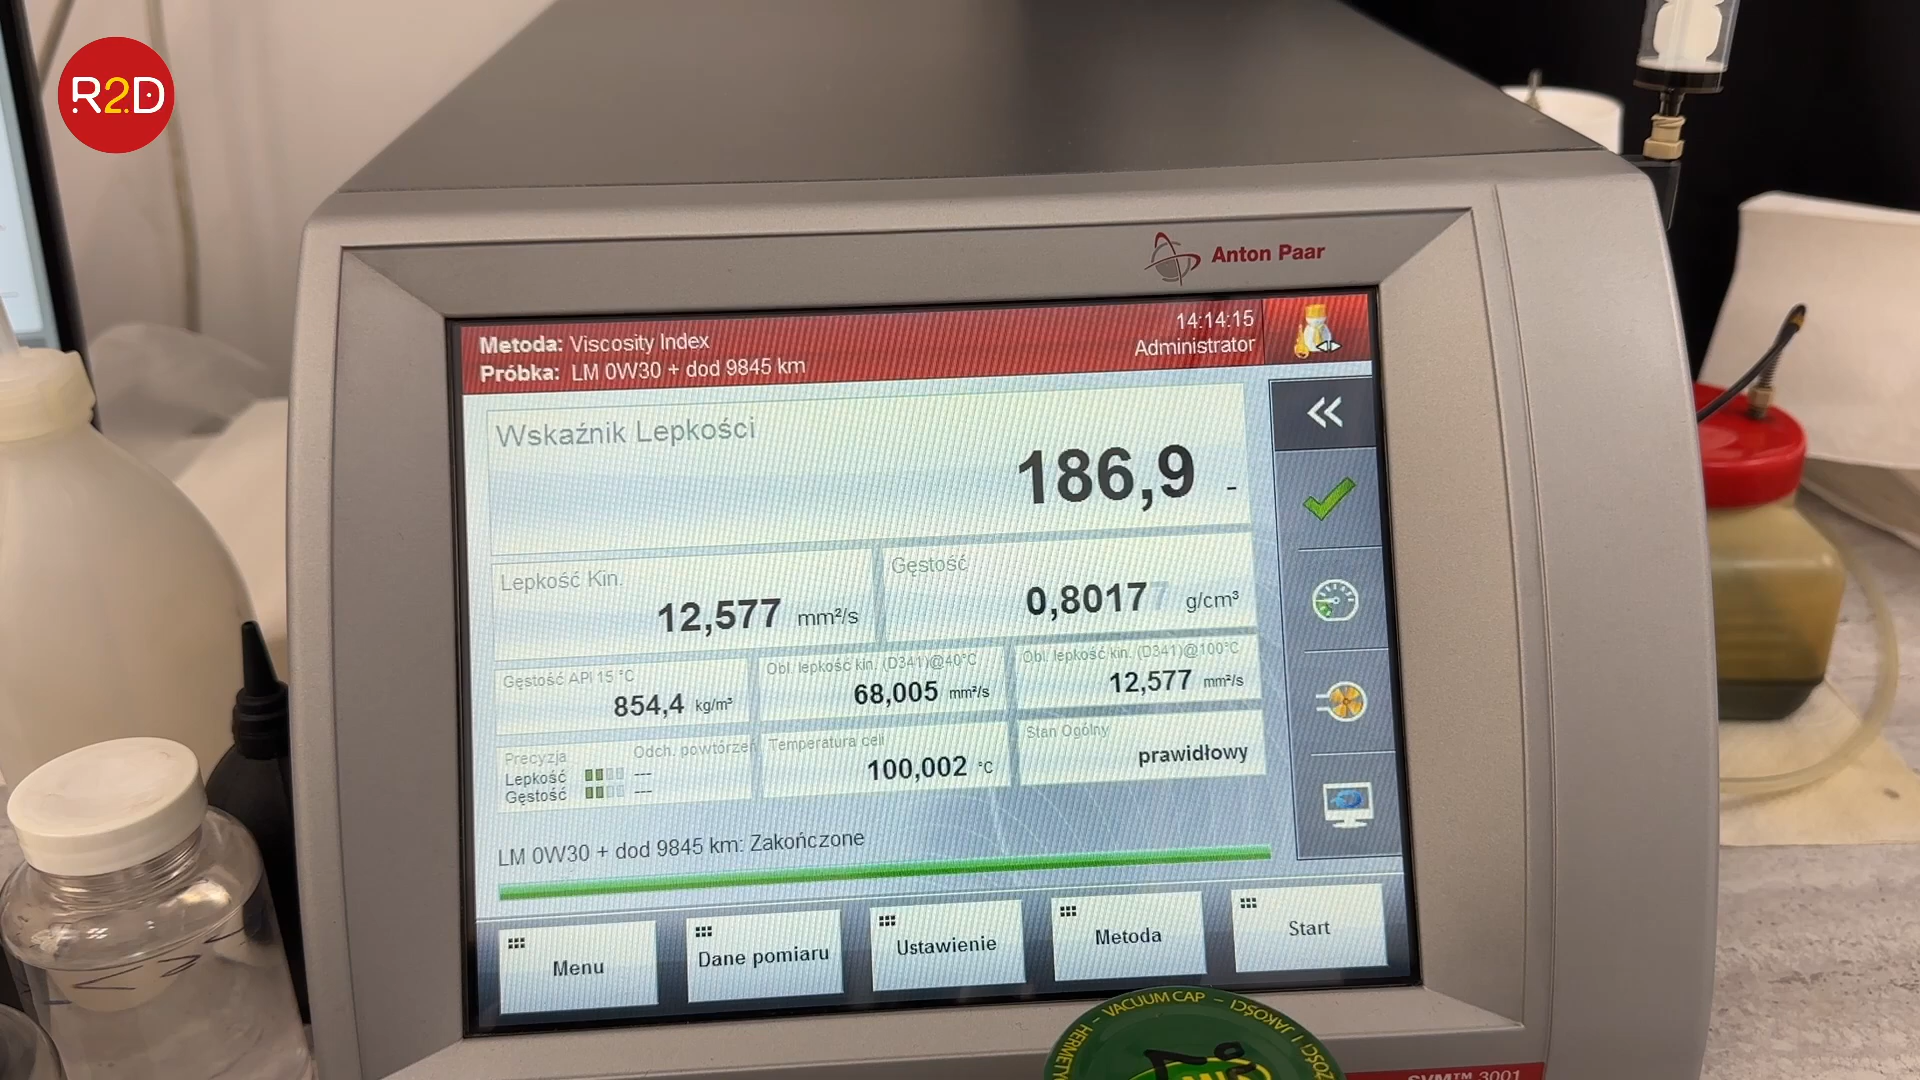 R2D
Anton Paar
Metoda: Viscosity Index
14:14:15
Próbka: LM 0W30 + dod 9845 km
Administrator
Wskaźnik Lepkości
186,9 -
Lepkość Kin.
12,577 mm²/s
Gęstość
0,80177 g/cm³
Gęstość API 15 °C
854,4 kg/m³
Obl. lepkość kin. (D341)@40°C
68,005 mm²/s
Obl. lepkość kin. (D341)@100°C
12,577 mm²/s
Precyzja
Odch. powtórzeń
Lepkość ---
Gęstość ---
Temperatura celi
100,002 °C
Stan Ogólny
prawidłowy
LM 0W30 + dod 9845 km: Zakończone
Menu
Dane pomiaru
Ustawienie
Metoda
Start
VACUUM CAP - JAKOŚCI I
SVM™ 3001